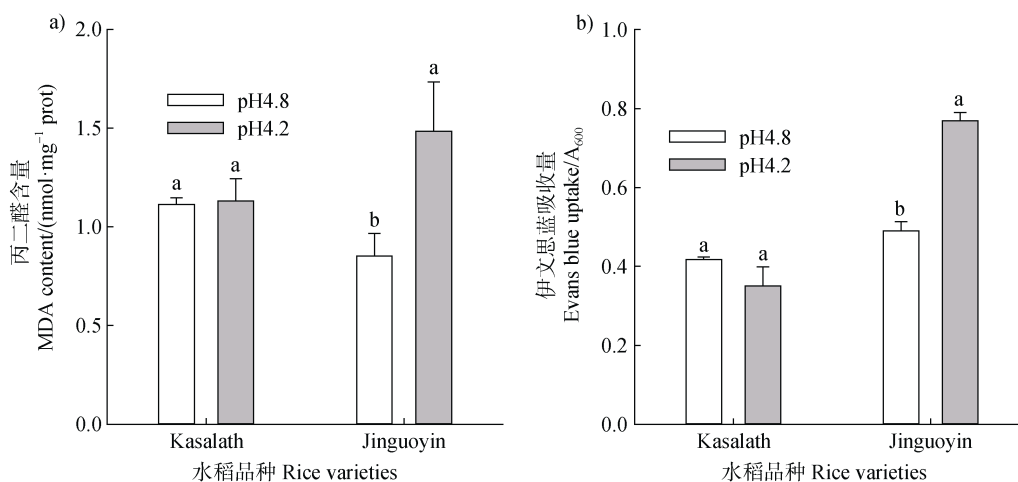 a)
丙二醛含量
MDA content/(nmol·mg⁻¹ prot)
2.0
1.5
1.0
0.5
0.0
pH4.8
pH4.2
a
a
b
a
Kasalath
Jinguoyin
水稻品种 Rice varieties
b)
伊文思蓝吸收量
Evans blue uptake/A₆₀₀
1.0
0.8
0.6
0.4
0.2
0.0
pH4.8
pH4.2
a
a
b
a
Kasalath
Jinguoyin
水稻品种 Rice varieties